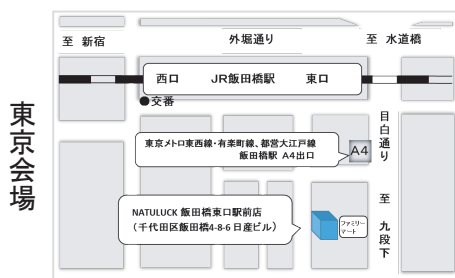 東京会場
至 新宿
外堀通り
至 水道橋
西口 JR飯田橋駅 東口
●交番
目白通り
東京メトロ東西線・有楽町線、都営大江戸線
飯田橋駅 A4出口
A4
至 九段下
NATULUCK 飯田橋東口駅前店
（千代田区飯田橋4-8-6 日産ビル）
ファミリー
マート